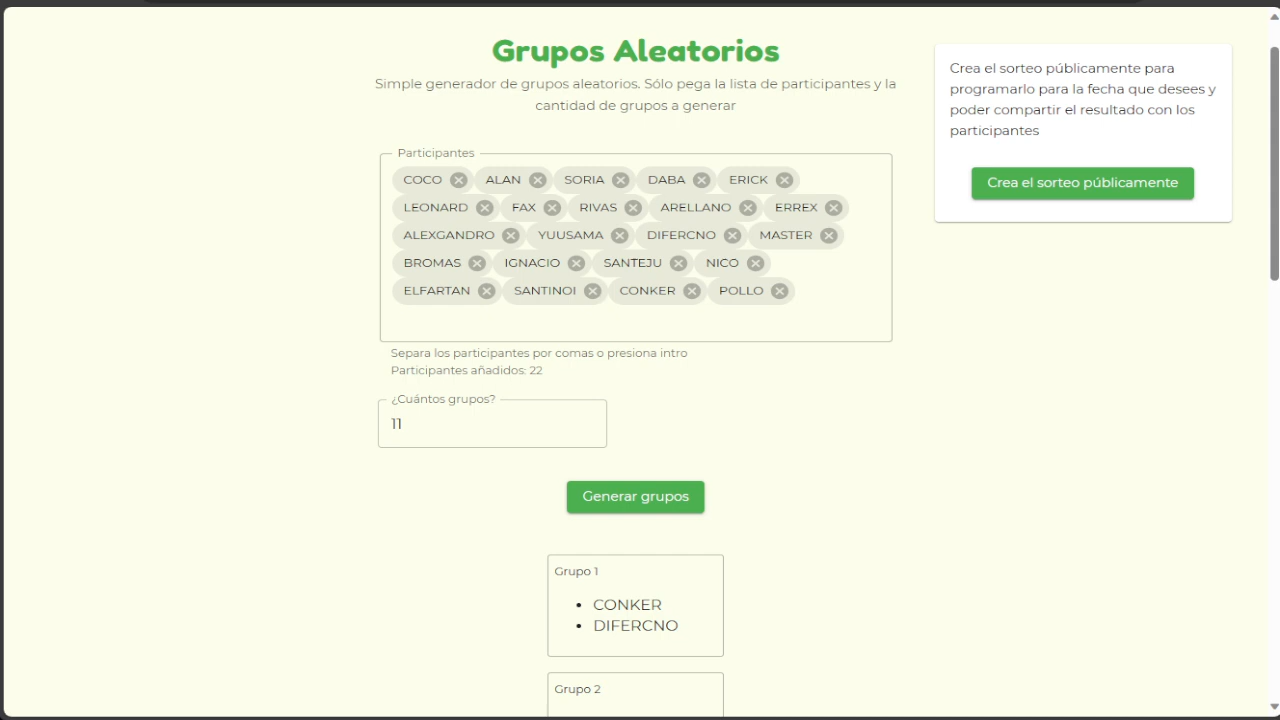 Grupos Aleatorios
Simple generador de grupos aleatorios. Sólo pega la lista de participantes y la
cantidad de grupos a generar
Participantes
COCO ALAN SORIA DABA ERICK
LEONARD FAX RIVAS ARELLANO ERREX
ALEXGANDRO YUUSAMA DIFERCNO MASTER
BROMAS IGNACIO SANTEJU NICO
ELFARTAN SANTINOI CONKER POLLO
Separa los participantes por comas o presiona intro
Participantes añadidos: 22
¿Cuántos grupos?
11
Generar grupos
Grupo 1
• CONKER
• DIFERCNO
Grupo 2
Crea el sorteo públicamente para
programarlo para la fecha que desees y
poder compartir el resultado con los
participantes
Crea el sorteo públicamente